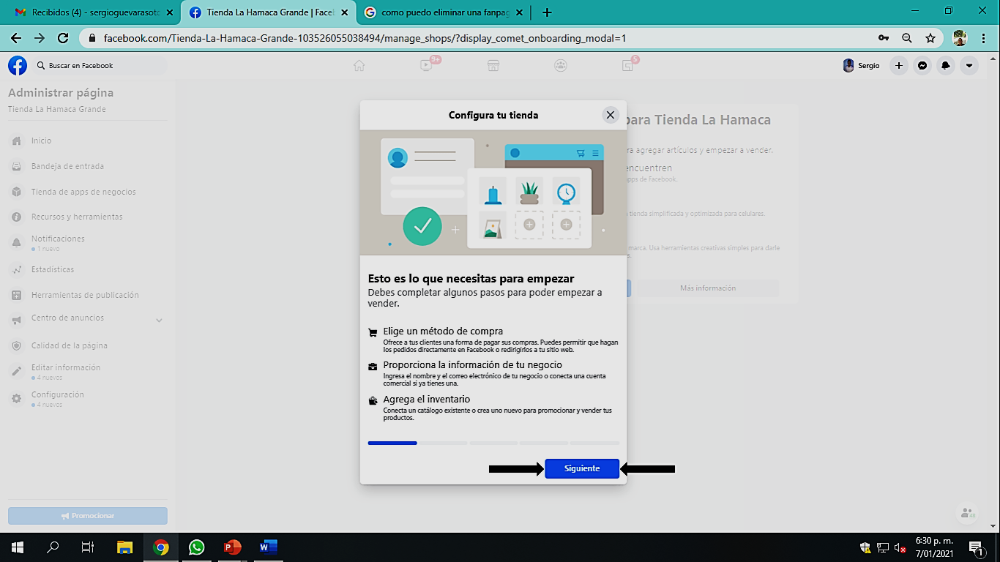 Recibidos (4) - sergioguevarasoto
Tienda La Hamaca Grande | Face
como puedo eliminar una fanpag
facebook.com/Tienda-La-Hamaca-Grande-103526055038494/manage_shops/?display_comet_onboarding_modal=1
Buscar en Facebook
9+
5
Sergio
Administrar página
Tienda La Hamaca Grande
Inicio
Bandeja de entrada
Tienda de apps de negocios
Recursos y herramientas
Notificaciones
1 nuevo
Estadísticas
Herramientas de publicación
Centro de anuncios
Calidad de la página
Editar información
4 nuevos
Configuración
4 nuevos
Promocionar
Configura tu tienda
Esto es lo que necesitas para empezar
Debes completar algunos pasos para poder empezar a
vender.
Elige un método de compra
Ofrece a tus clientes una forma de pagar sus compras. Puedes permitir que hagan
los pedidos directamente en Facebook o redirigirlos a tu sitio web.
Proporciona la información de tu negocio
Ingresa el nombre y el correo electrónico de tu negocio o conecta una cuenta
comercial si ya tienes una.
Agrega el inventario
Conecta un catálogo existente o crea uno nuevo para promocionar y vender tus
productos.
Siguiente
para Tienda La Hamaca
ra agregar artículos y empezar a vender.
encuentren
apps de Facebook.
a tienda simplificada y optimizada para celulares.
marca. Usa herramientas creativas simples para darle
s.
Más información
6:30 p. m.
7/01/2021
1